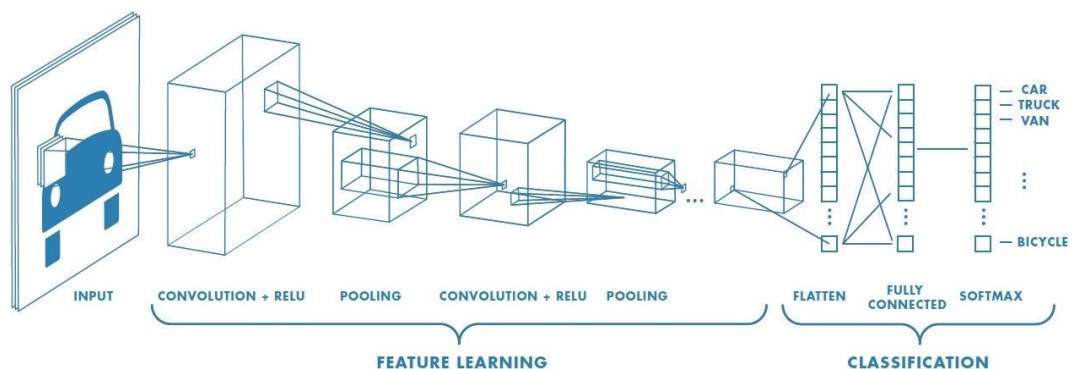 CAR
TRUCK
VAN
BICYCLE
INPUT
CONVOLUTION + RELU
POOLING
CONVOLUTION + RELU
POOLING
FLATTEN
FULLY
CONNECTED
SOFTMAX
FEATURE LEARNING
CLASSIFICATION